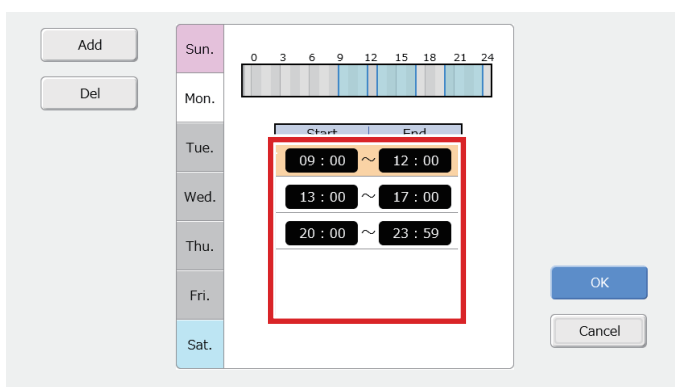 Add
Del
Sun.
Mon.
Tue.
Wed.
Thu.
Fri.
Sat.
0 3 6 9 12 15 18 21 24
Start End
09 : 00 ～ 12 : 00
13 : 00 ～ 17 : 00
20 : 00 ～ 23 : 59
OK
Cancel